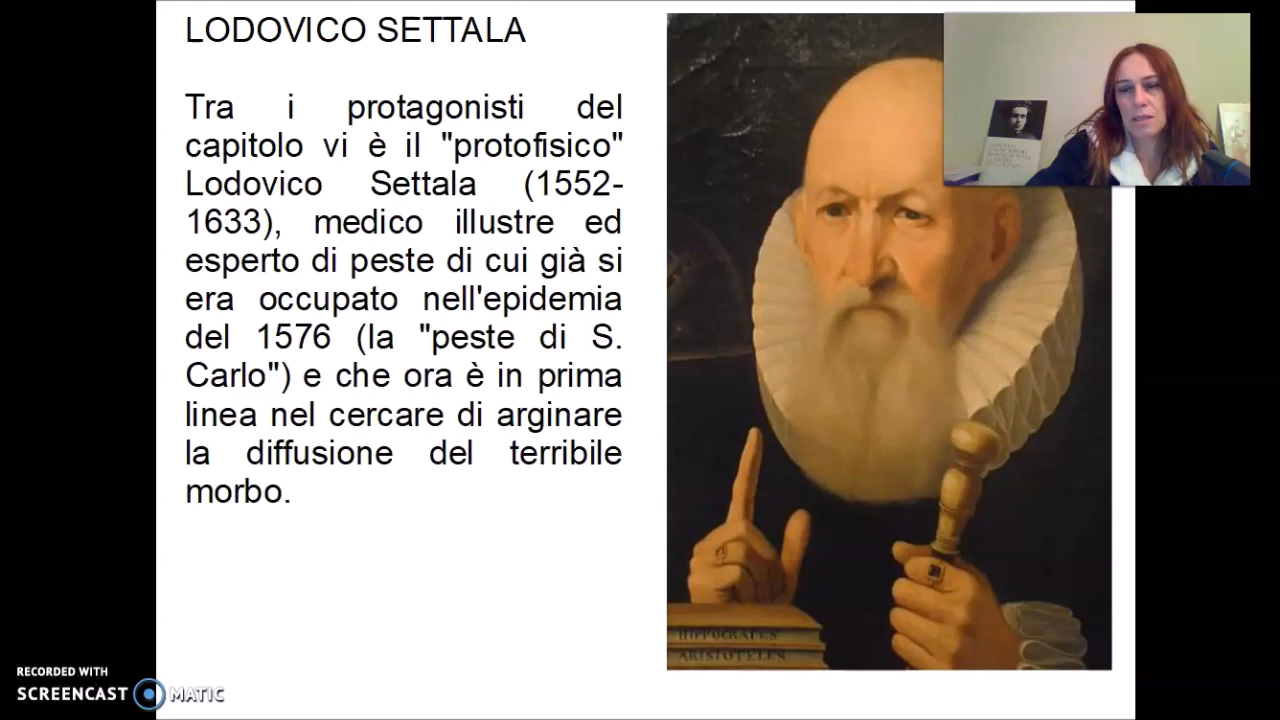 LODOVICO SETTALA
Tra i protagonisti del
capitolo vi è il "protofisico"
Lodovico Settala (1552-
1633), medico illustre ed
esperto di peste di cui già si
era occupato nell'epidemia
del 1576 (la "peste di S.
Carlo") e che ora è in prima
linea nel cercare di arginare
la diffusione del terribile
morbo.
HIPPOCRATES
ARISTOTELES
RECORDED WITH
SCREENCAST MATIC